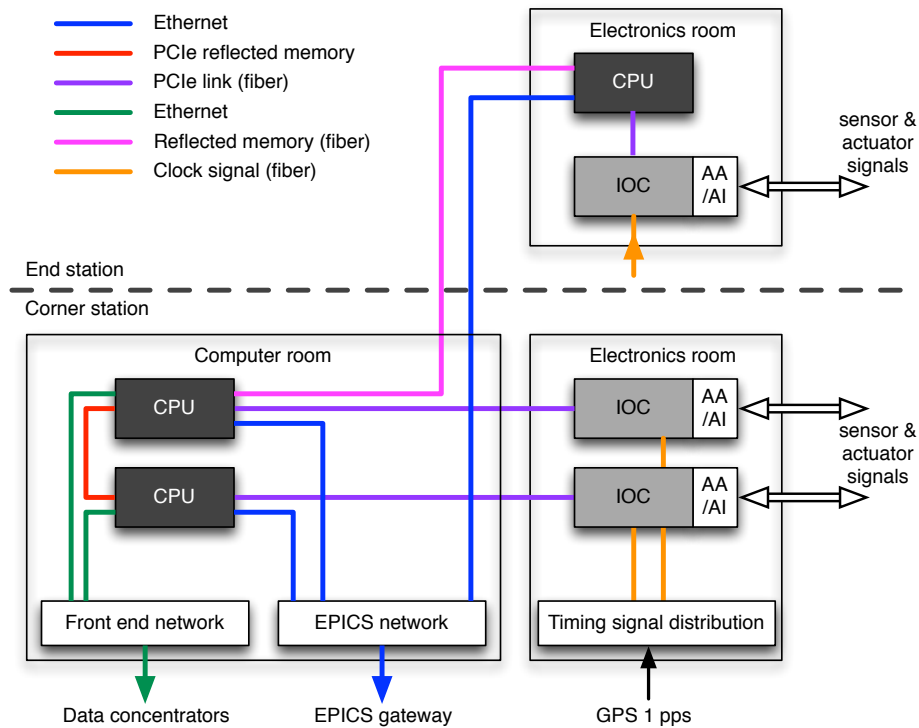 Ethernet
PCIe reflected memory
PCIe link (fiber)
Ethernet
Reflected memory (fiber)
Clock signal (fiber)
Electronics room
CPU
IOC
AA
/AI
sensor &
actuator
signals
End station
Corner station
Computer room
CPU
CPU
Front end network
EPICS network
Electronics room
IOC
AA
/AI
IOC
AA
/AI
sensor &
actuator
signals
Timing signal distribution
Data concentrators
EPICS gateway
GPS 1 pps